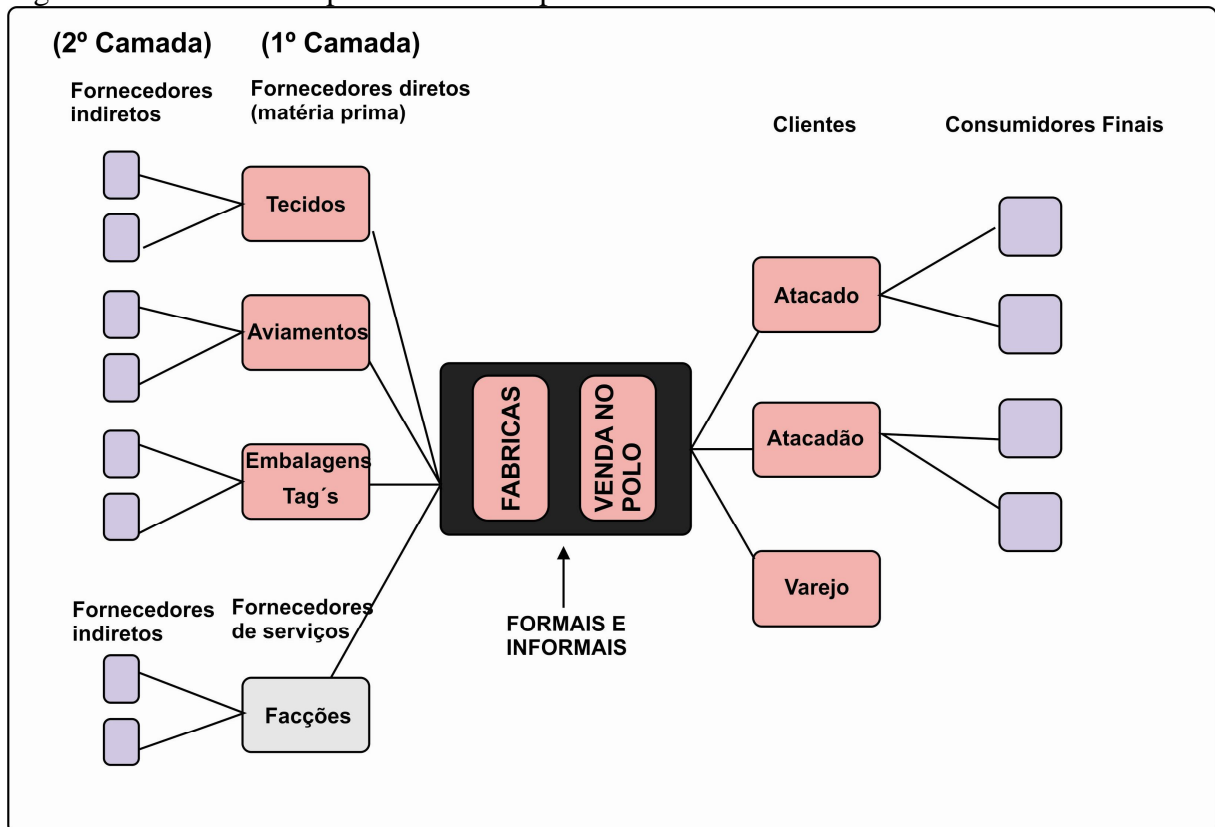 (2º Camada)
(1º Camada)
Fornecedores
indiretos
Fornecedores diretos
(matéria prima)
Clientes
Consumidores Finais
Tecidos
Aviamentos
Embalagens
Tag´s
FABRICAS
VENDA NO
POLO
Atacado
Atacadão
Varejo
FORMAIS E
INFORMAIS
Fornecedores
indiretos
Fornecedores
de serviços
Facções